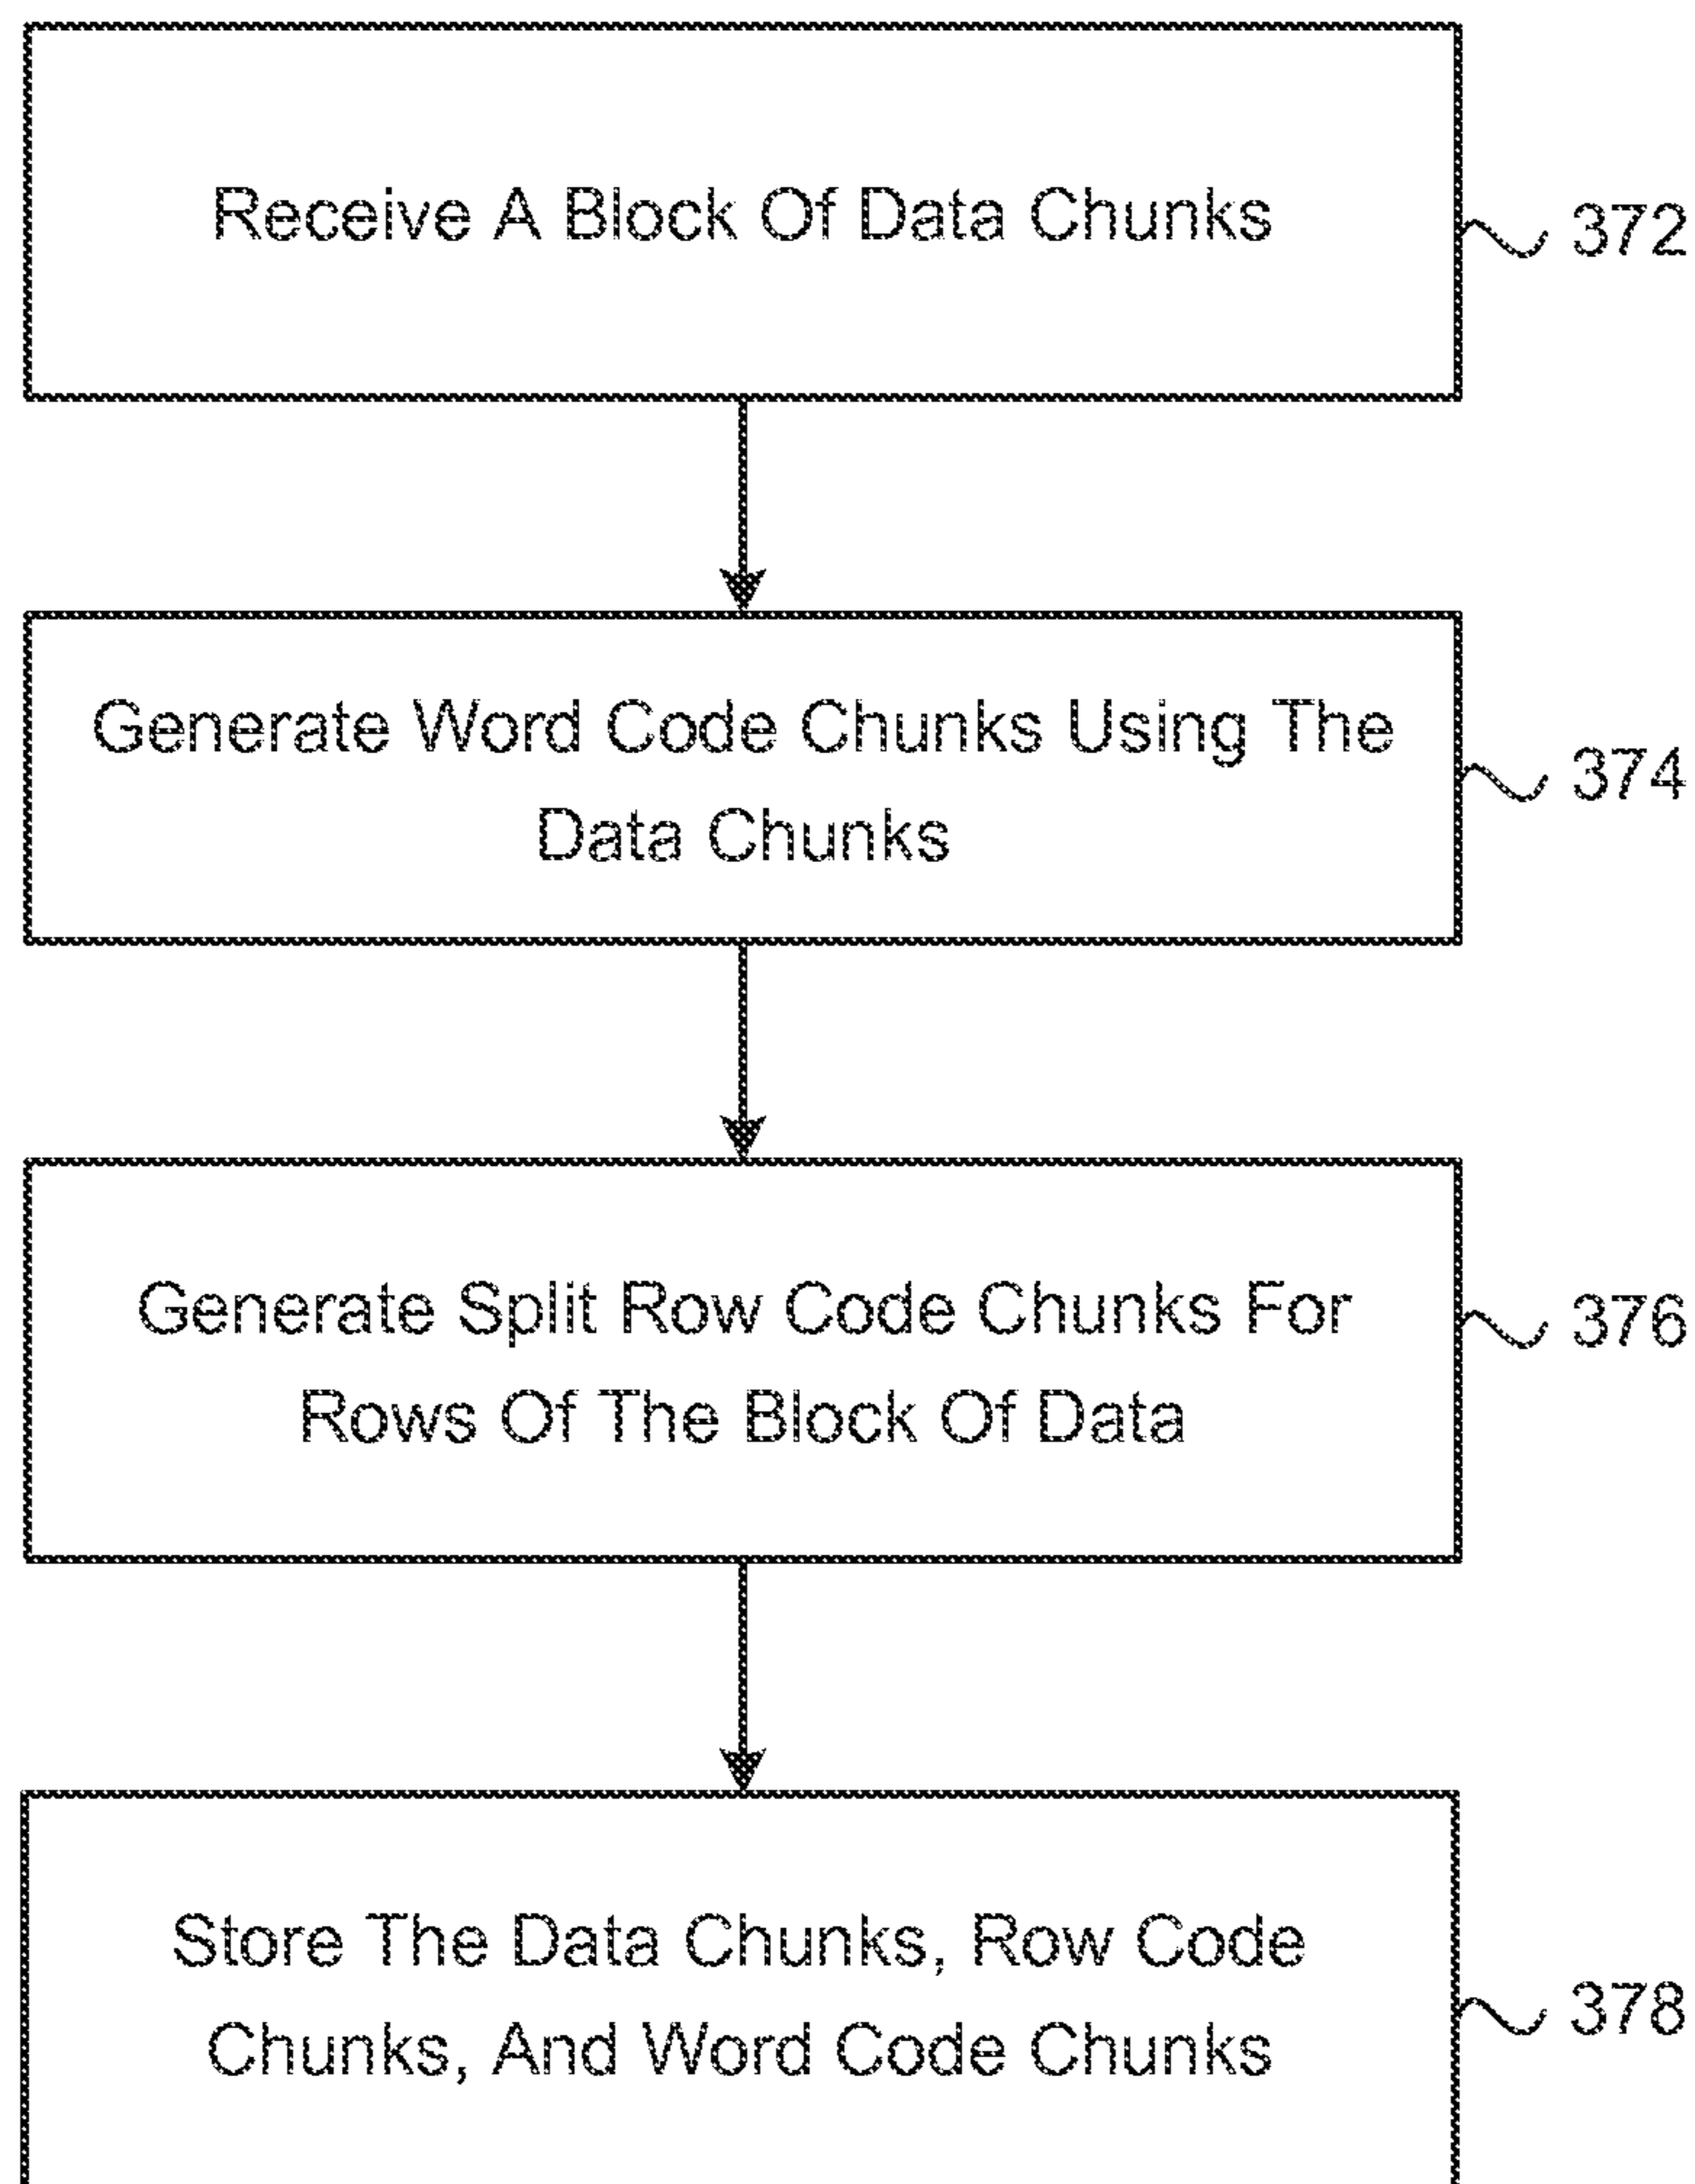 Receive A Block Of Data Chunks
372
Generate Word Code Chunks Using The
Data Chunks
374
Generate Split Row Code Chunks For
Rows Of The Block Of Data
376
Store The Data Chunks, Row Code
Chunks, And Word Code Chunks
378